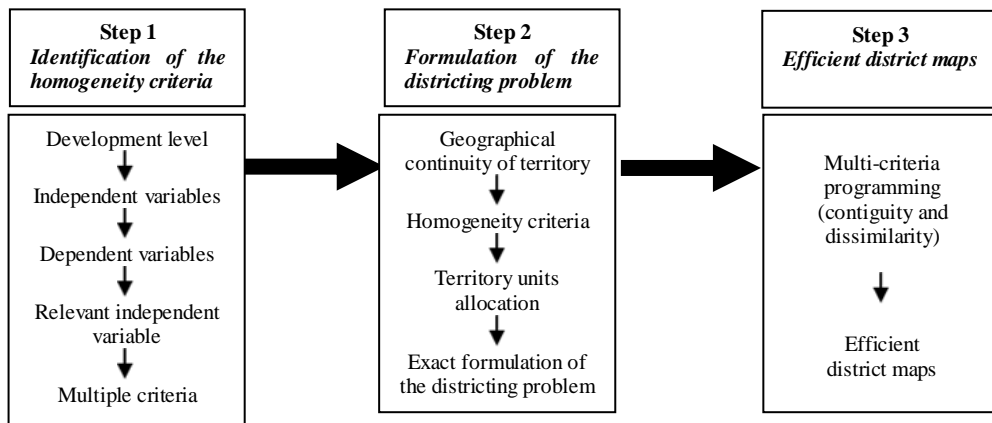 Step 1
Identification of the
homogeneity criteria
Development level
Independent variables
Dependent variables
Relevant independent
variable
Multiple criteria
Step 2
Formulation of the
districting problem
Geographical
continuity of territory
Homogeneity criteria
Territory units
allocation
Exact formulation of
the districting problem
Step 3
Efficient district maps
Multi-criteria
programming
(contiguity and
dissimilarity)
Efficient
district maps